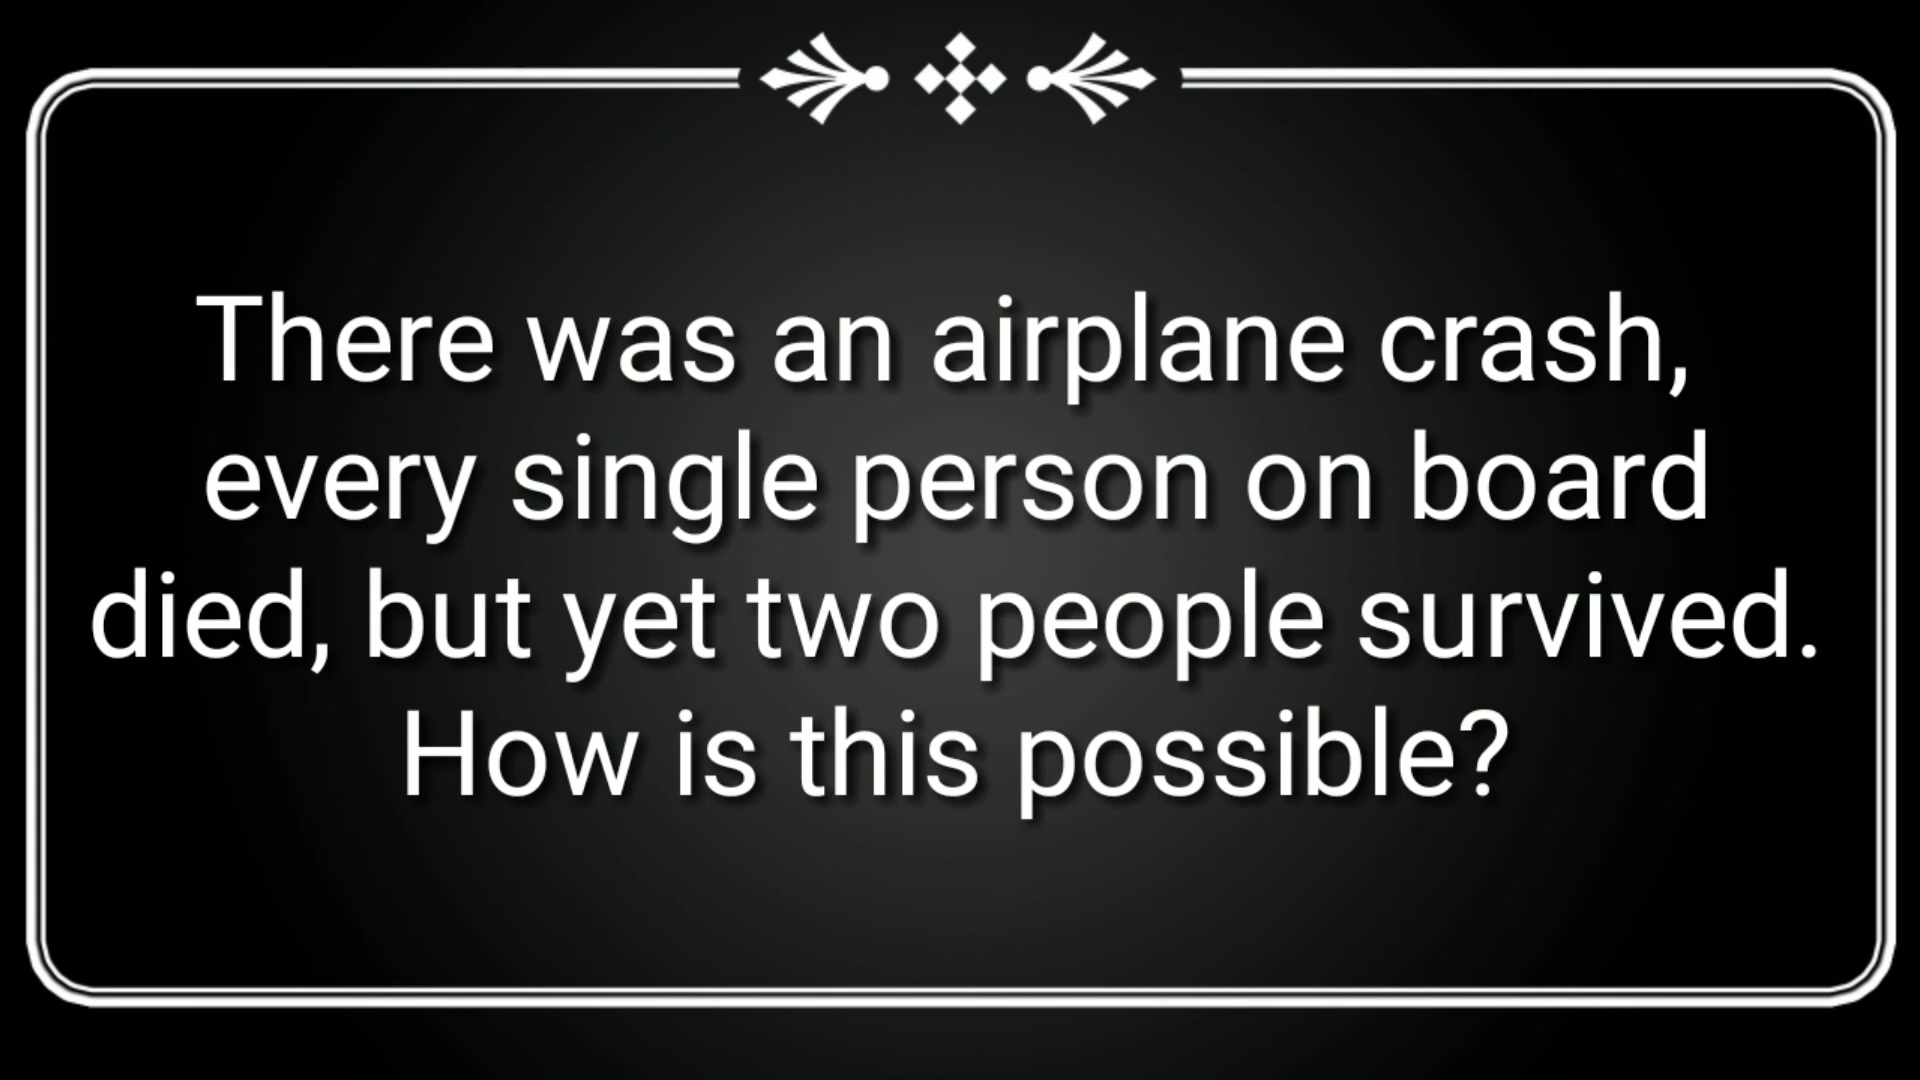 There was an airplane crash,
every single person on board
died, but yet two people survived.
How is this possible?